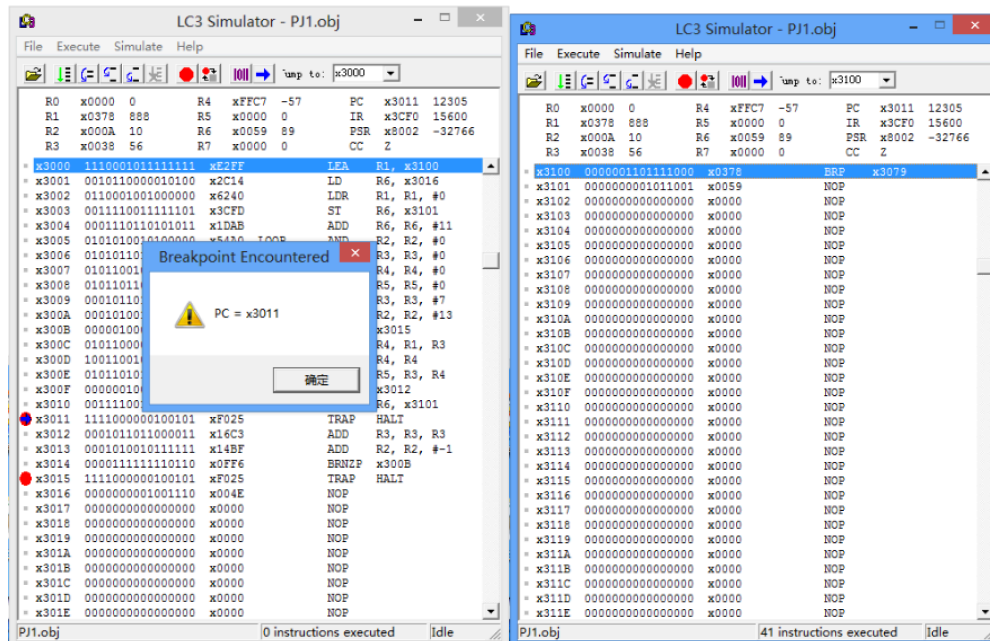 LC3 Simulator - PJ1.obj
File Execute Simulate Help
Jump to: x3000
R0 x0000 0 R4 xFFC7 -57 PC x3011 12305
R1 x0378 888 R5 x0000 0 IR x3CF0 15600
R2 x000A 10 R6 x0059 89 PSR x8002 -32766
R3 x0038 56 R7 x0000 0 CC Z
x3000 1110001011111111 xE2FF LEA R1, x3100
x3001 0010110000010100 x2C14 LD R6, x3016
x3002 0110001001000000 x6240 LDR R1, R1, #0
x3003 0011110011111101 x3CFD ST R6, x3101
x3004 0001110110101011 x1DAB ADD R6, R6, #11
x3005 0101010010100000 x54A0 LOOP AND R2, R2, #0
x3006 01010110 R3, R3, #0
x3007 01011001 R4, R4, #0
x3008 01011011 R5, R5, #0
x3009 00010110 R3, R3, #7
x300A 00010100 R2, R2, #13
x300B 00000100 x3015
x300C 01011000 R4, R1, R3
x300D 10011001 R4, R4
x300E 01011010 R5, R3, R4
x300F 00000010 x3012
x3010 00111100 R6, x3101
x3011 1111000000100101 xF025 TRAP HALT
x3012 0001011011000011 x16C3 ADD R3, R3, R3
x3013 0001010010111111 x14BF ADD R2, R2, #-1
x3014 0000111111110110 x0FF6 BRNZP x300B
x3015 1111000000100101 xF025 TRAP HALT
x3016 0000000001001110 x004E NOP
x3017 0000000000000000 x0000 NOP
x3018 0000000000000000 x0000 NOP
x3019 0000000000000000 x0000 NOP
x301A 0000000000000000 x0000 NOP
x301B 0000000000000000 x0000 NOP
x301C 0000000000000000 x0000 NOP
x301D 0000000000000000 x0000 NOP
x301E 0000000000000000 x0000 NOP
PJ1.obj 0 instructions executed Idle
Breakpoint Encountered
PC = x3011
确定
LC3 Simulator - PJ1.obj
File Execute Simulate Help
Jump to: x3100
R0 x0000 0 R4 xFFC7 -57 PC x3011 12305
R1 x0378 888 R5 x0000 0 IR x3CF0 15600
R2 x000A 10 R6 x0059 89 PSR x8002 -32766
R3 x0038 56 R7 x0000 0 CC Z
x3100 0000001101111000 x0378 BRP x3079
x3101 0000000001011001 x0059 NOP
x3102 0000000000000000 x0000 NOP
x3103 0000000000000000 x0000 NOP
x3104 0000000000000000 x0000 NOP
x3105 0000000000000000 x0000 NOP
x3106 0000000000000000 x0000 NOP
x3107 0000000000000000 x0000 NOP
x3108 0000000000000000 x0000 NOP
x3109 0000000000000000 x0000 NOP
x310A 0000000000000000 x0000 NOP
x310B 0000000000000000 x0000 NOP
x310C 0000000000000000 x0000 NOP
x310D 0000000000000000 x0000 NOP
x310E 0000000000000000 x0000 NOP
x310F 0000000000000000 x0000 NOP
x3110 0000000000000000 x0000 NOP
x3111 0000000000000000 x0000 NOP
x3112 0000000000000000 x0000 NOP
x3113 0000000000000000 x0000 NOP
x3114 0000000000000000 x0000 NOP
x3115 0000000000000000 x0000 NOP
x3116 0000000000000000 x0000 NOP
x3117 0000000000000000 x0000 NOP
x3118 0000000000000000 x0000 NOP
x3119 0000000000000000 x0000 NOP
x311A 0000000000000000 x0000 NOP
x311B 0000000000000000 x0000 NOP
x311C 0000000000000000 x0000 NOP
x311D 0000000000000000 x0000 NOP
x311E 0000000000000000 x0000 NOP
PJ1.obj 41 instructions executed Idle